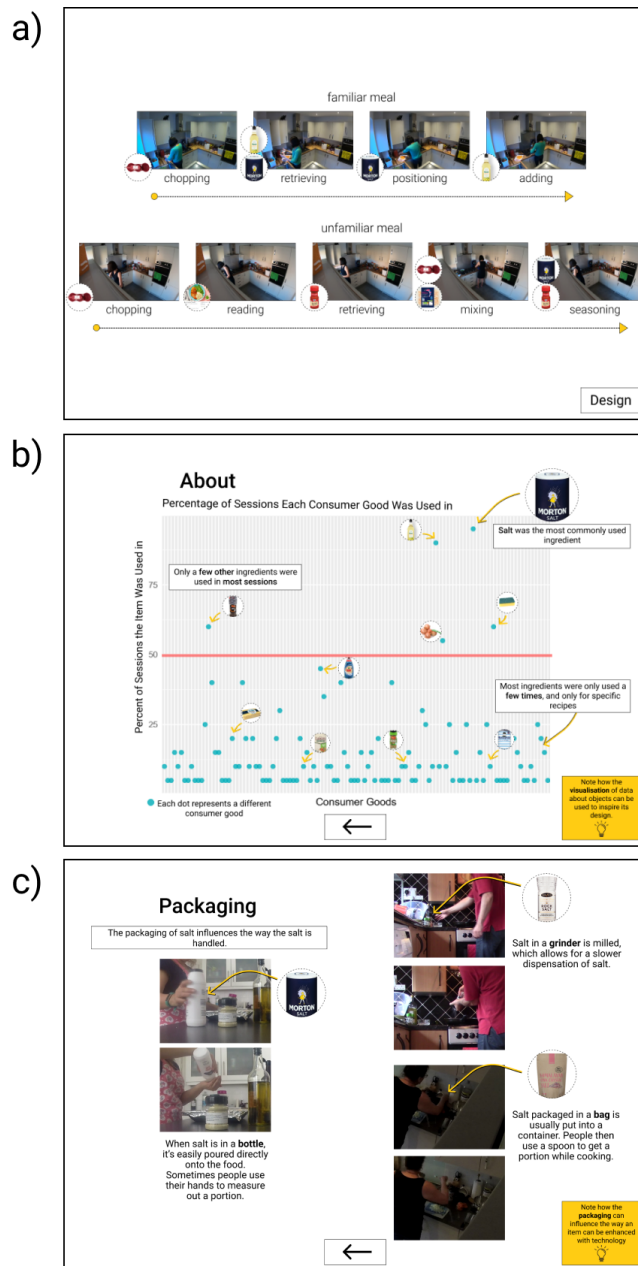 a)
familiar meal
chopping
retrieving
positioning
adding
unfamiliar meal
chopping
reading
retrieving
mixing
seasoning
Design
b)
About
Percentage of Sessions Each Consumer Good Was Used in
MORTON
SALT
Salt was the most commonly used
ingredient
Only a few other ingredients were
used in most sessions
Percent of Sessions the Item Was Used in
75
50
25
Most ingredients were only used a
few times, and only for specific
recipes
Each dot represents a different
consumer good
Consumer Goods
Note how the
visualisation of data
about objects can be
used to inspire its
design.
c)
Packaging
The packaging of salt influences the way the salt is
handled.
MORTON
SALT
When salt is in a bottle,
it's easily poured directly
onto the food.
Sometimes people use
their hands to measure
out a portion.
Salt in a grinder is milled,
which allows for a slower
dispensation of salt.
Salt packaged in a bag is
usually put into a
container. People then
use a spoon to get a
portion while cooking.
Note how the
packaging can
influence the way an
item can be enhanced
with technology